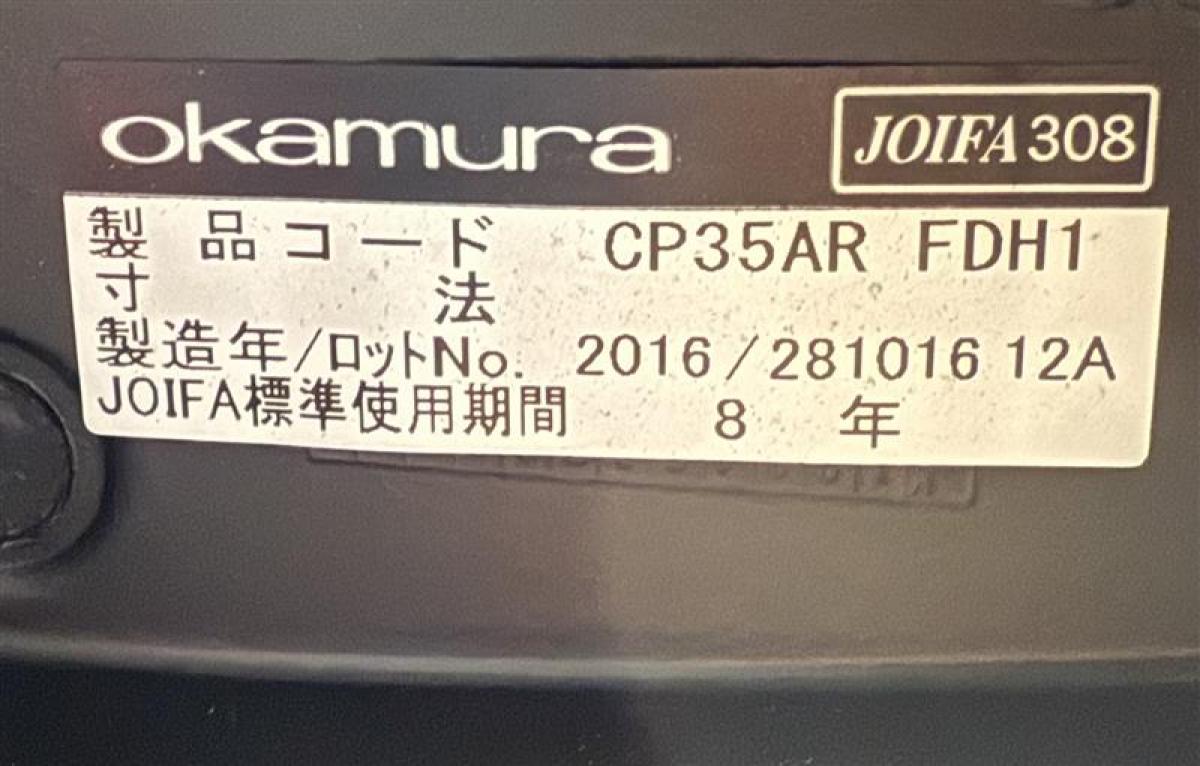 okamura
JOIFA308
製品コード CP35AR FDH1
寸法
製造年/ロットNo. 2016/281016 12A
JOIFA標準使用期間 8 年